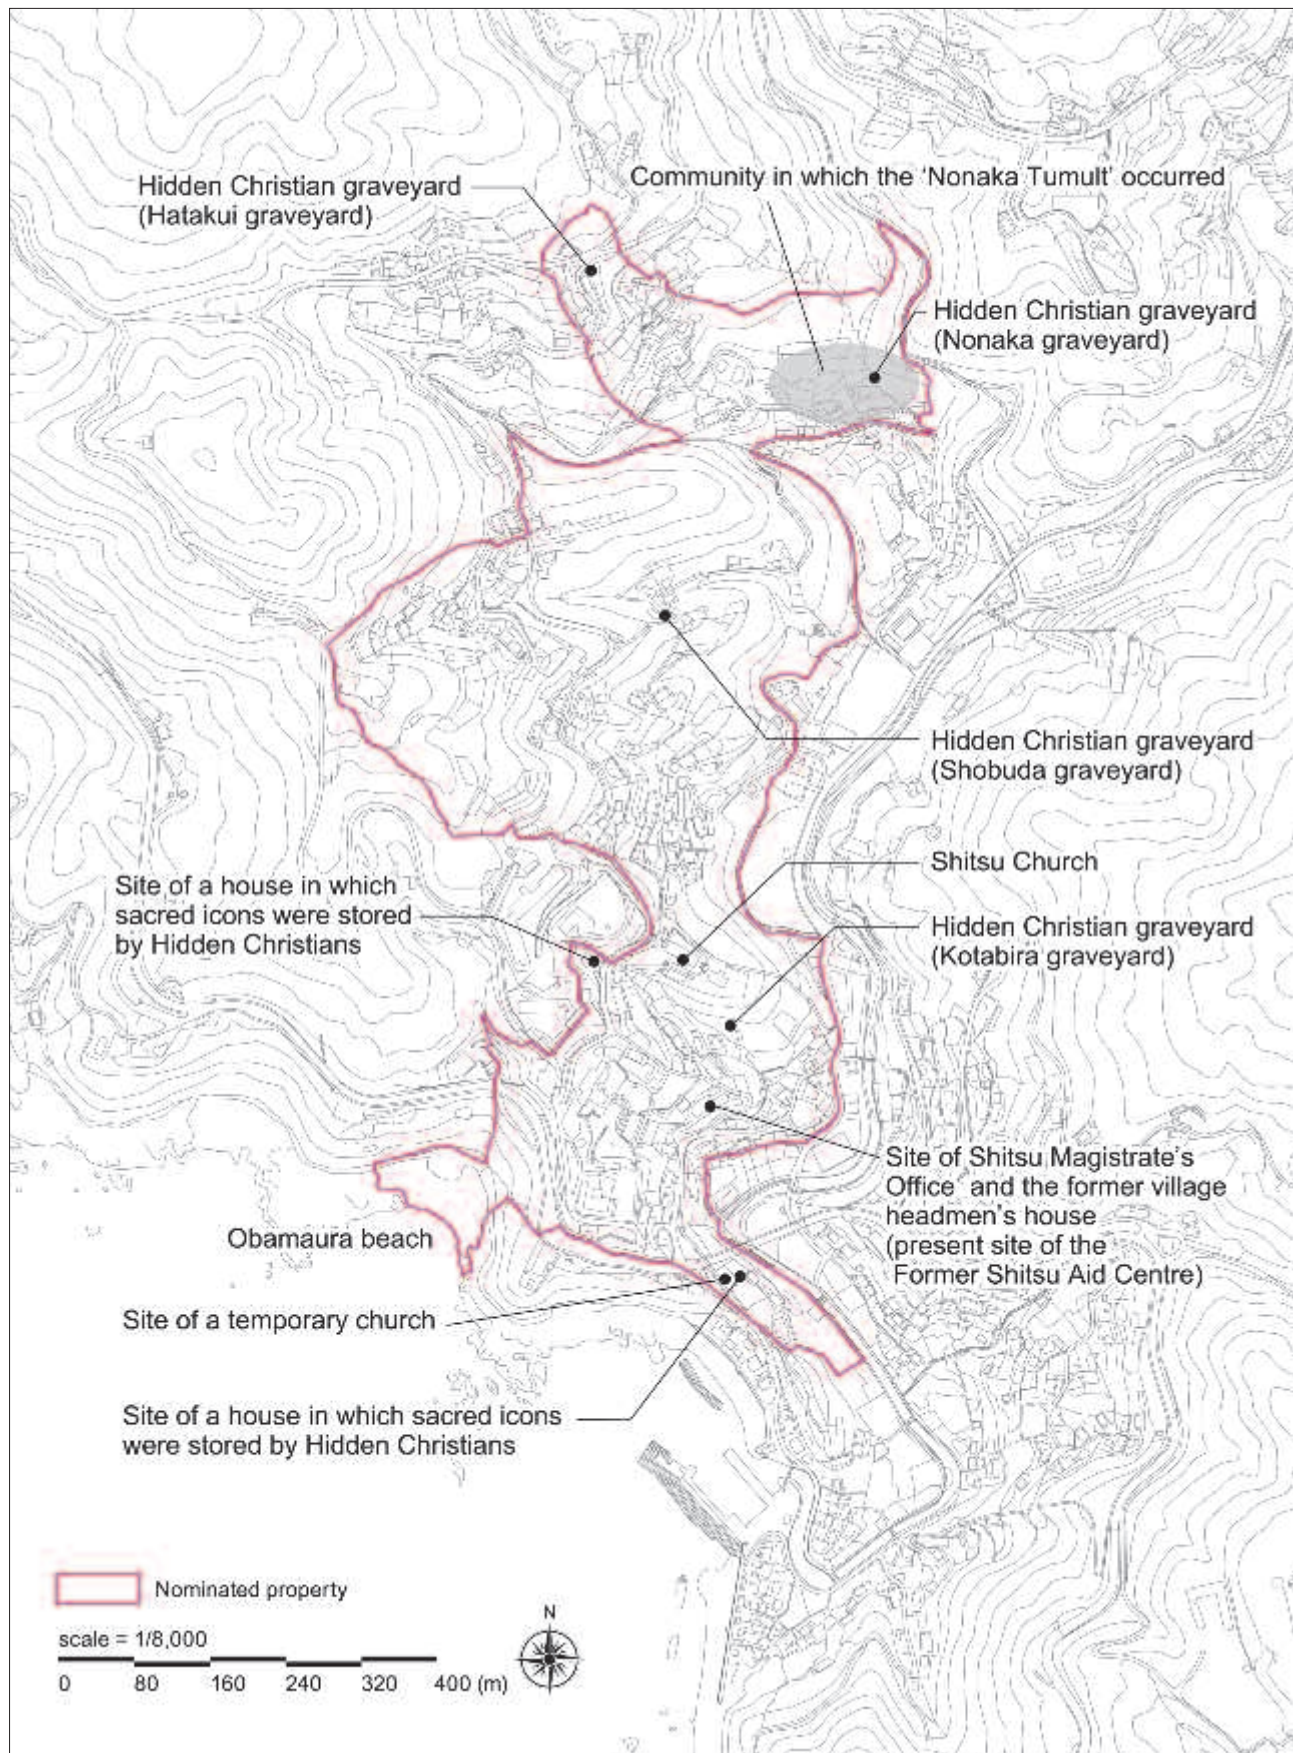 Hidden Christian graveyard
(Hatakui graveyard)
Community in which the ‘Nonaka Tumult’ occurred
Hidden Christian graveyard
(Nonaka graveyard)
Hidden Christian graveyard
(Shobuda graveyard)
Shitsu Church
Site of a house in which
sacred icons were stored
by Hidden Christians
Hidden Christian graveyard
(Kotabira graveyard)
Site of Shitsu Magistrate’s
Office and the former village
headmen’s house
(present site of the
Former Shitsu Aid Centre)
Obamaura beach
Site of a temporary church
Site of a house in which sacred icons
were stored by Hidden Christians
Nominated property
scale = 1/8,000
0 80 160 240 320 400 (m)
N